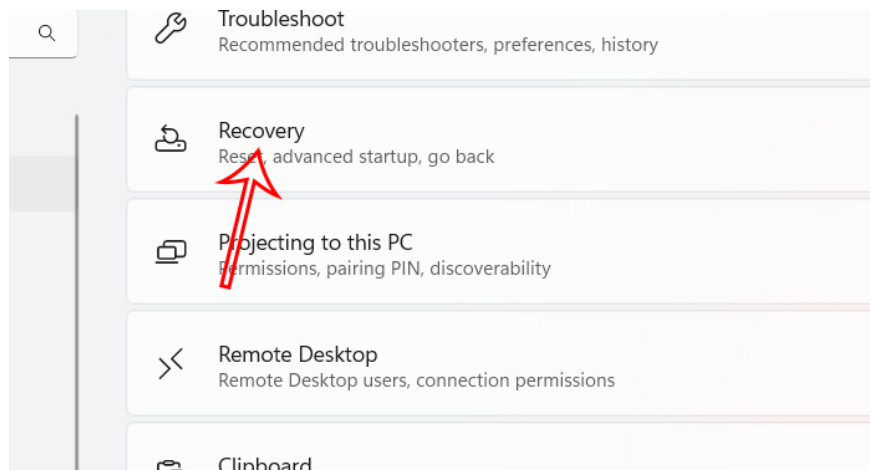 Troubleshoot
Recommended troubleshooters, preferences, history
Recovery
Reset, advanced startup, go back
Projecting to this PC
Permissions, pairing PIN, discoverability
Remote Desktop
Remote Desktop users, connection permissions
Clipboard